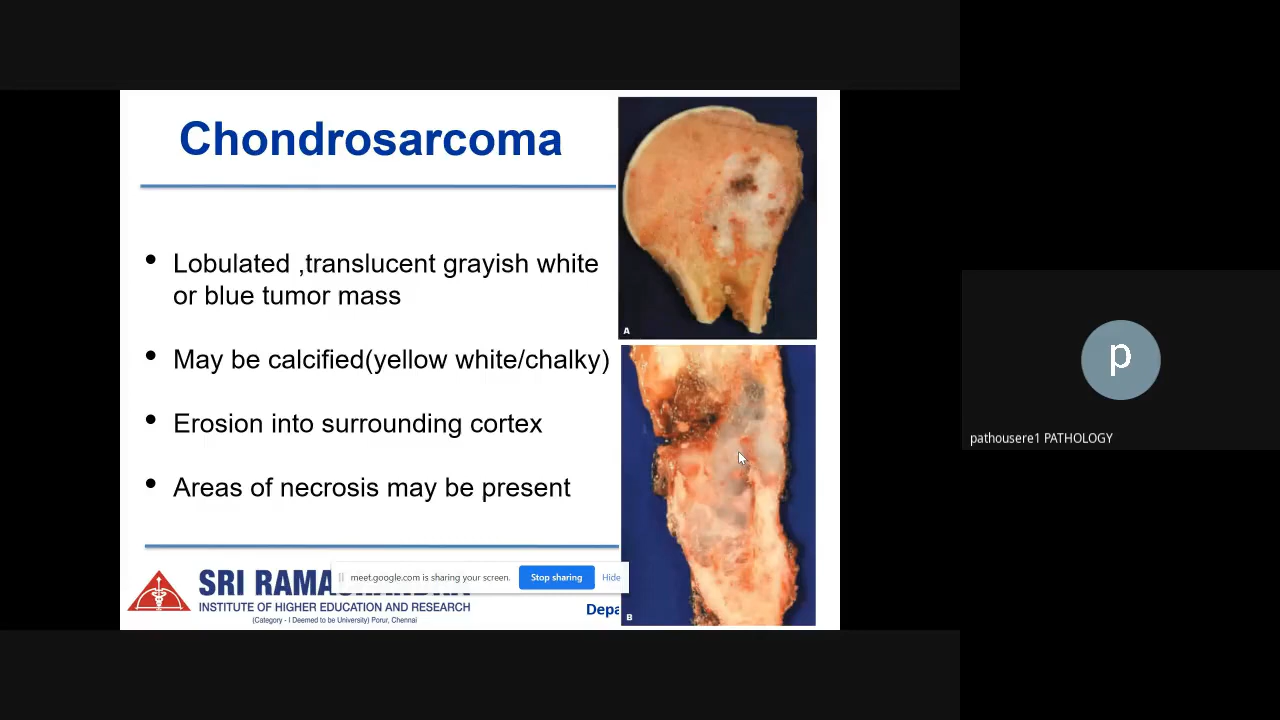 Chondrosarcoma
• Lobulated ,translucent grayish white
or blue tumor mass
• May be calcified(yellow white/chalky)
• Erosion into surrounding cortex
• Areas of necrosis may be present
A
B
SRI RAMA
INSTITUTE OF HIGHER EDUCATION AND RESEARCH
(Category - I Deemed to be University) Porur, Chennai
meet.google.com is sharing your screen.
Stop sharing
Hide
Depa
p
pathousere1 PATHOLOGY